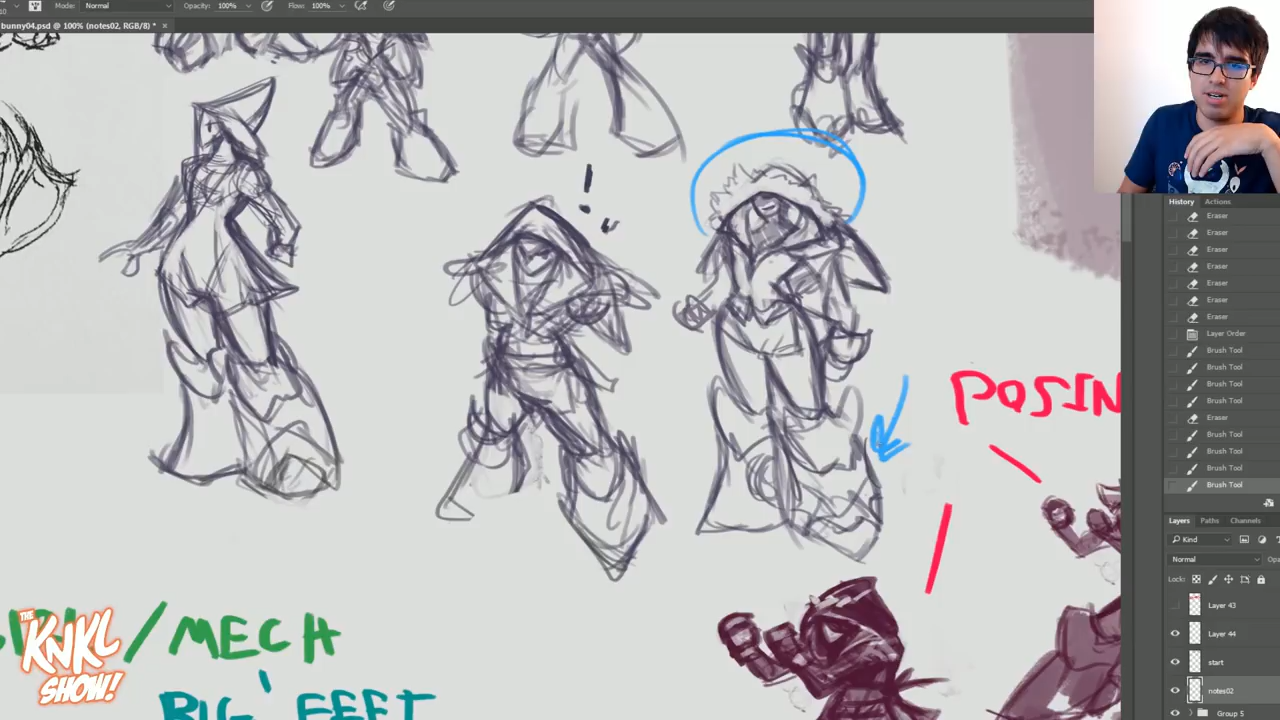 Mode: Normal Opacity: 100% Flow: 100%
bunny04.psd @ 100% (notes02, RGB/8) * ×
History Actions
Eraser
Eraser
Eraser
Eraser
Eraser
Eraser
Eraser
Layer Order
Brush Tool
Brush Tool
Brush Tool
Brush Tool
Eraser
Brush Tool
Brush Tool
Brush Tool
Brush Tool
! 
POSIN
Layers Paths Channels
Kind
Normal
Lock:
Layer 43
Layer 44
start
notes02
Group 5
/ MECH
BIG FEET
THE
KNKL
SHOW!